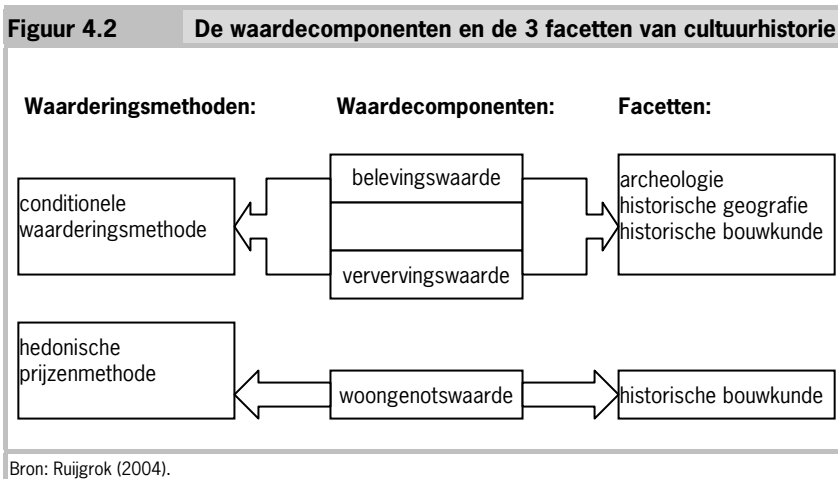 Figuur 4.2 De waardecomponenten en de 3 facetten van cultuurhistorie
Waarderingsmethoden: Waardecomponenten: Facetten:
conditionele
waarderingsmethode
belevingswaarde
ververvingswaarde
archeologie
historische geografie
historische bouwkunde
hedonische
prijzenmethode
woongenotswaarde
historische bouwkunde
Bron: Ruijgrok (2004).